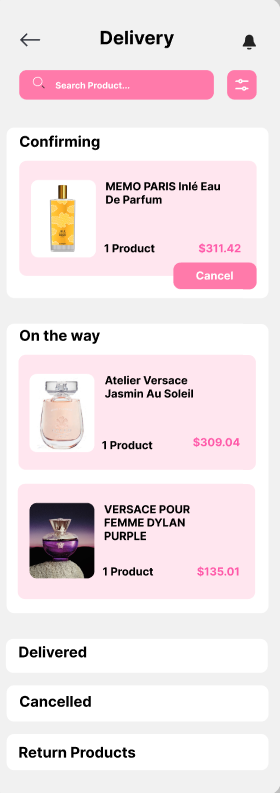 Delivery
Search Product...
Confirming
MEMO PARIS Inlé Eau
De Parfum
1 Product
$311.42
Cancel
On the way
Atelier Versace
Jasmin Au Soleil
1 Product
$309.04
VERSACE POUR
FEMME DYLAN
PURPLE
1 Product
$135.01
Delivered
Cancelled
Return Products